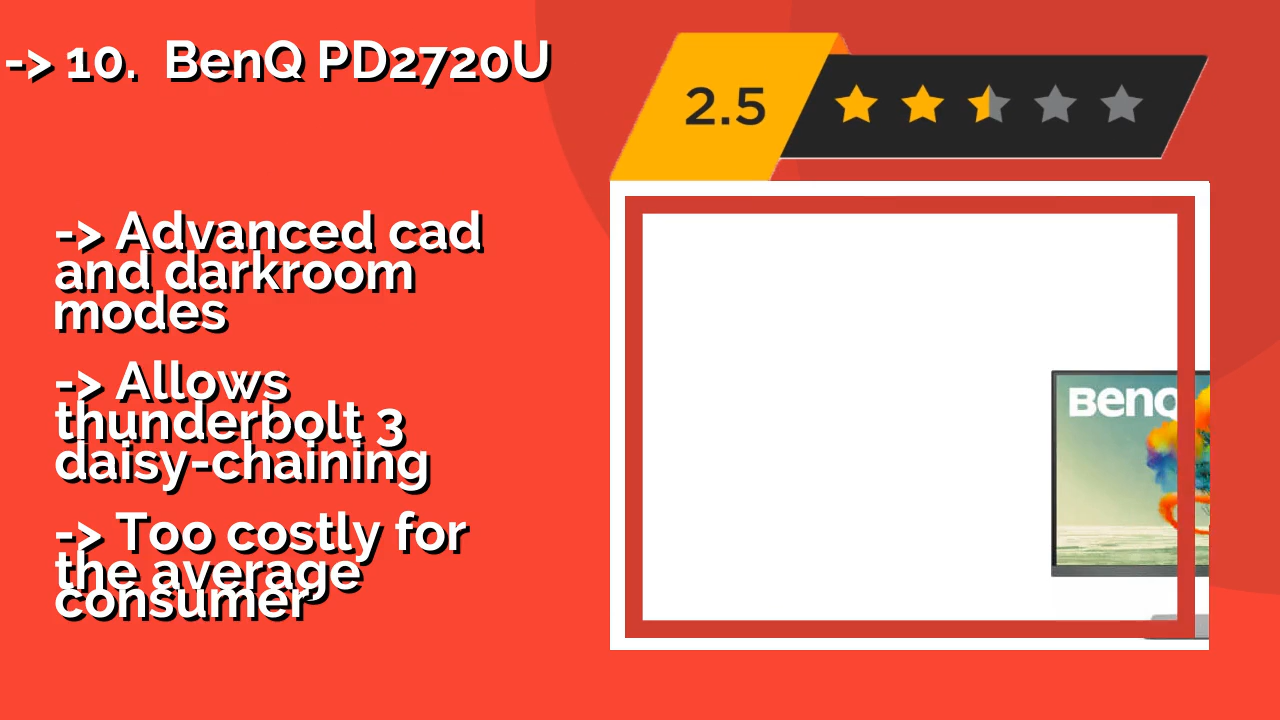 -> 10.  BenQ PD2720U
2.5
-> Advanced cad
and darkroom
modes
-> Allows
thunderbolt 3
daisy-chaining
-> Too costly for
the average
consumer
BenQ